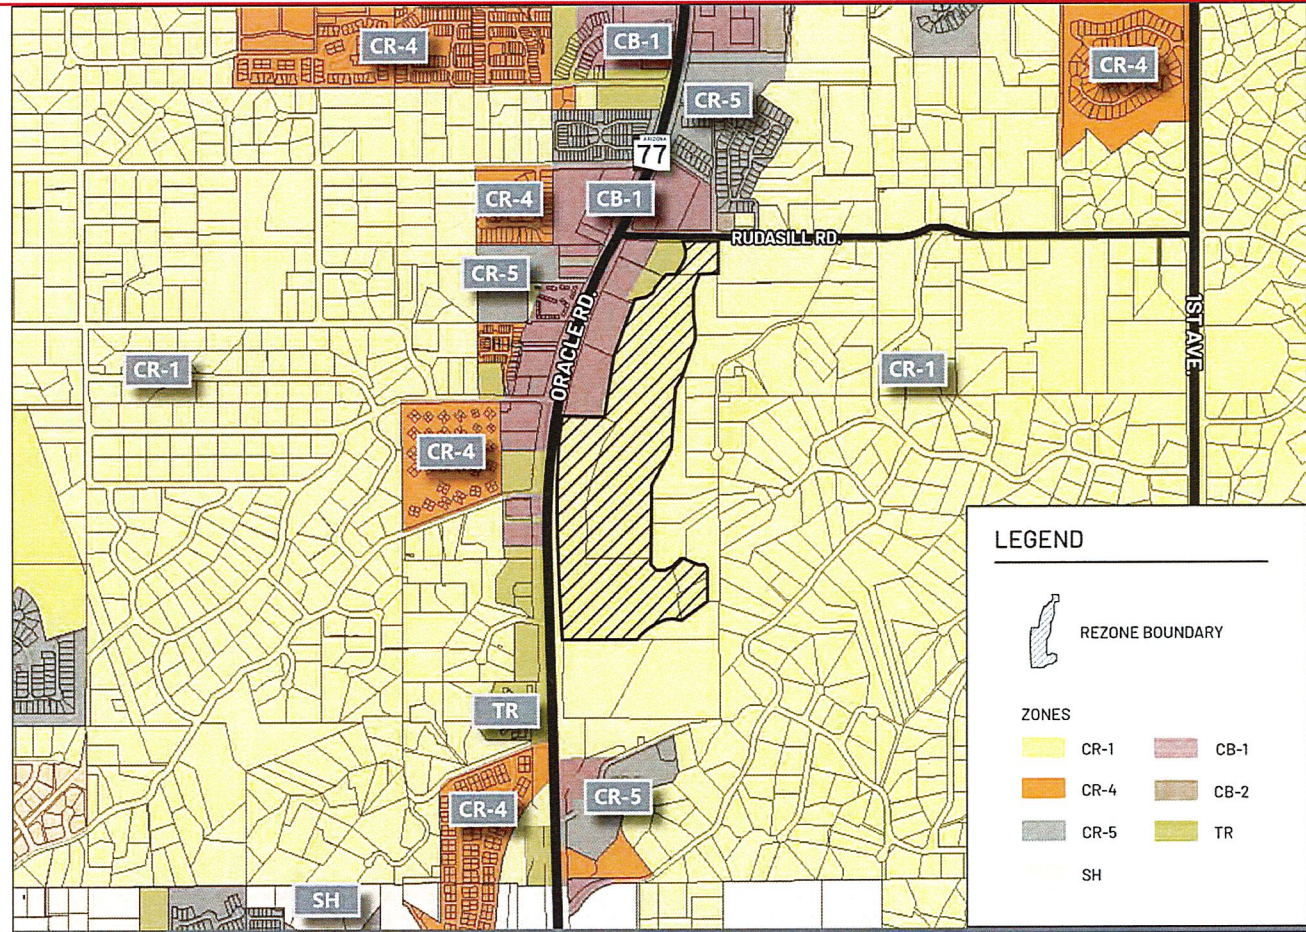 CR-4
CB-1
CR-4
CR-5
ARIZONA
77
CR-4
CB-1
RUDASILL RD.
CR-5
ORACLE RD.
1ST AVE.
CR-1
CR-1
CR-4
TR
CR-4
CR-5
SH
LEGEND
REZONE BOUNDARY
ZONES
CR-1
CB-1
CR-4
CB-2
CR-5
TR
SH